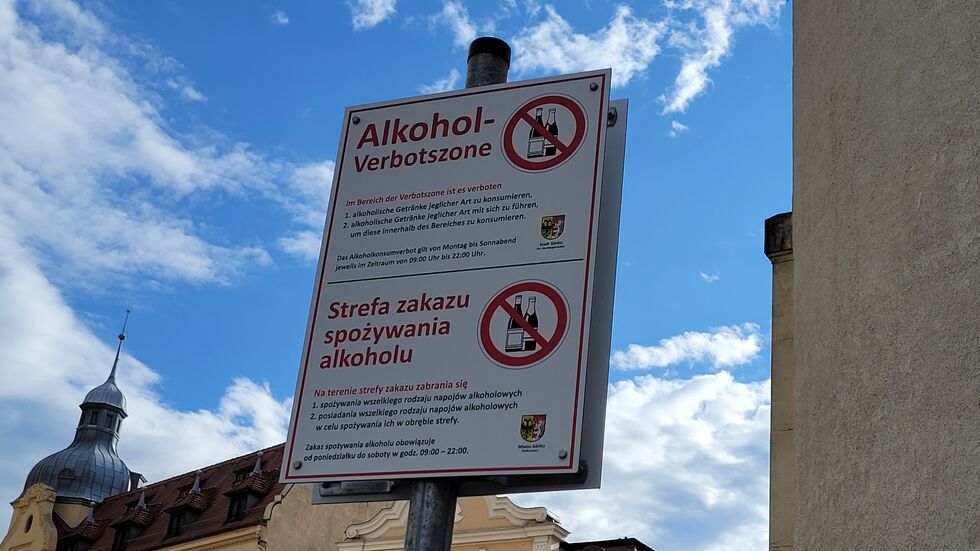 Alkohol-
Verbotszone
Im Bereich der Verbotszone ist es verboten
1. alkoholische Getränke jeglicher Art zu konsumieren,
2. alkoholische Getränke jeglicher Art mit sich zu führen,
um diese innerhalb des Bereiches zu konsumieren.
Das Alkoholkonsumverbot gilt von Montag bis Sonnabend
jeweils im Zeitraum von 09:00 Uhr bis 22:00 Uhr.
Stadt Görlitz
Strefa zakazu
spożywania
alkoholu
Na terenie strefy zakazu zabrania się
1. spożywania wszelkiego rodzaju napojów alkoholowych
2. posiadania wszelkiego rodzaju napojów alkoholowych
w celu spożywania ich w obrębie strefy.
Zakaz spożywania alkoholu obowiązuje
od poniedziałku do soboty w godz. 09:00 – 22:00.
Miasto Görlitz